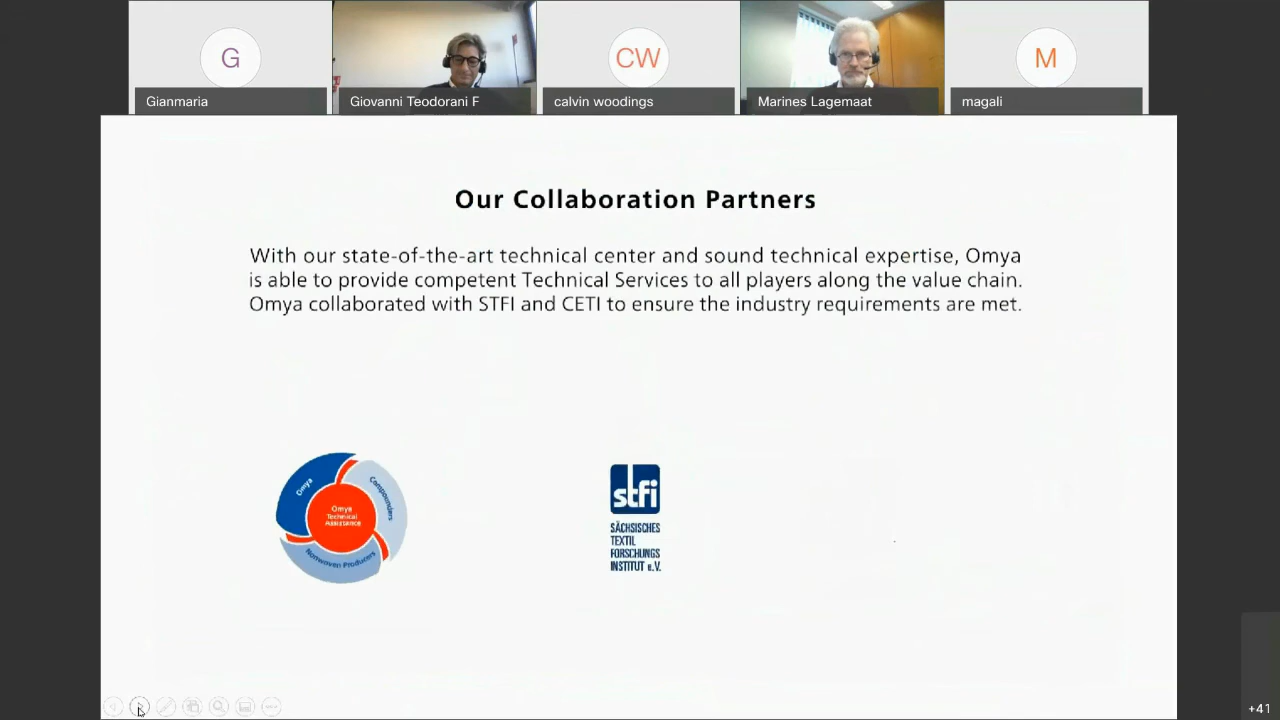 G
CW
M
Gianmaria
Giovanni Teodorani F
calvin woodings
Marines Lagemaat
magali
Our Collaboration Partners
With our state-of-the-art technical center and sound technical expertise, Omya
is able to provide competent Technical Services to all players along the value chain.
Omya collaborated with STFI and CETI to ensure the industry requirements are met.
Omya
Compounders
Omya
Technical
Assistance
Nonwoven Producers
stfi
SÄCHSISCHES
TEXTIL
FORSCHUNGS
INSTITUT e.V.
+41